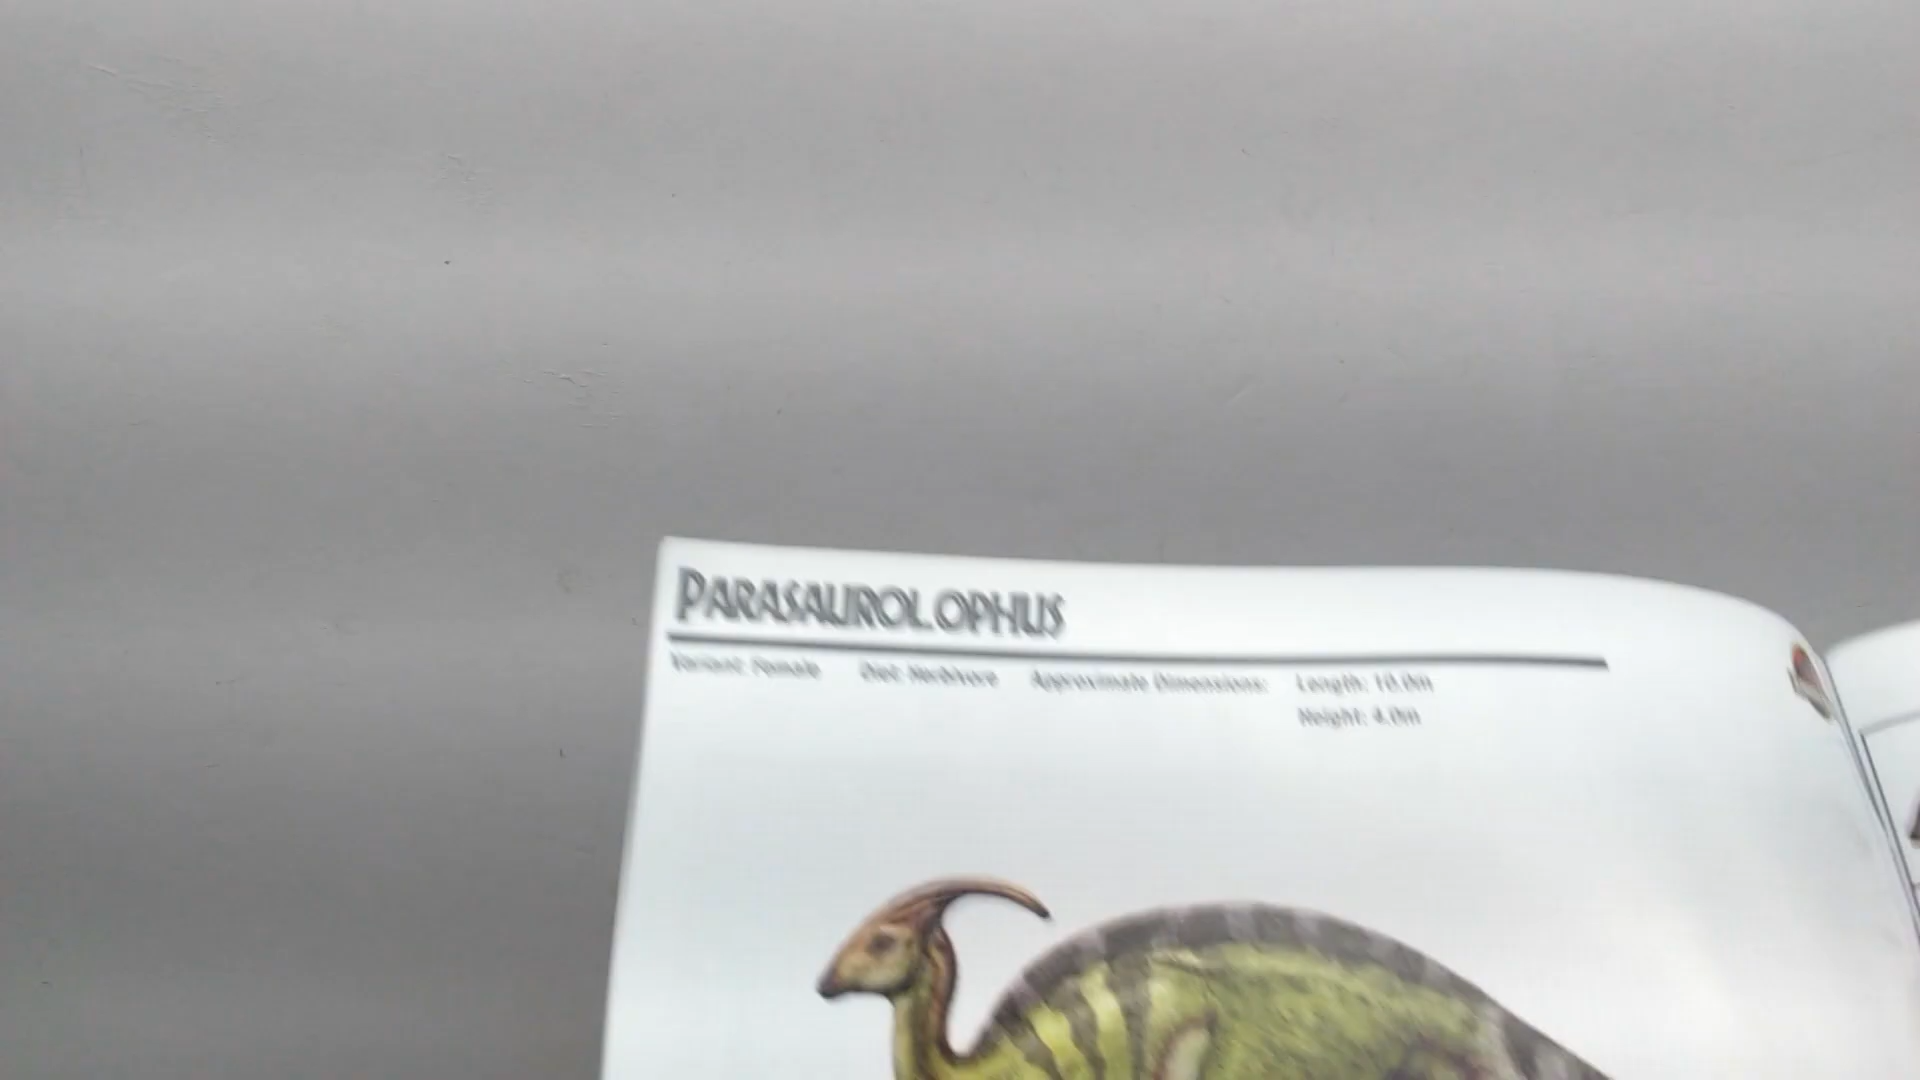 PARASAUROLOPHUS
Variant: Female Diet: Herbivore Approximate Dimensions: Length: 10.0m
Height: 4.0m